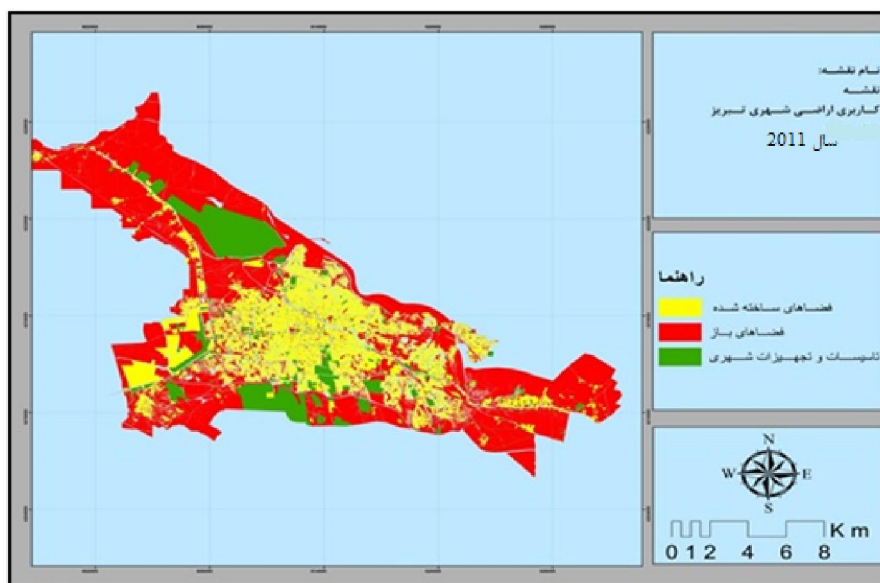 نام نقشه:
نقشه
کاربری اراضی شهری تبریز
سال 2011
راهنما
فضاهای ساخته شده
فضاهای باز
تاسیسات و تجهیزات شهری
N
W E
S
Km
0 1 2 4 6 8